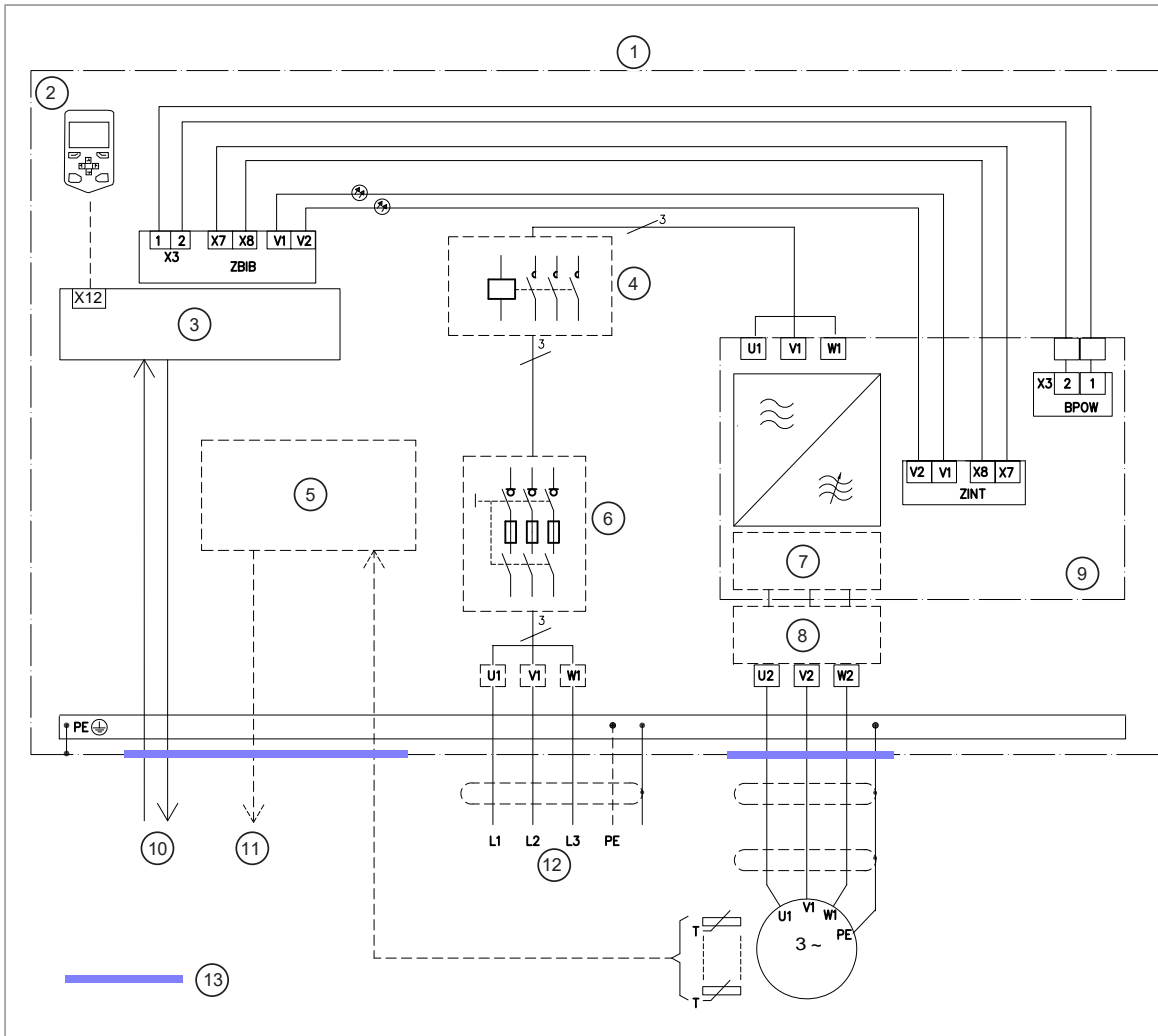 1
2
3
1 2 X7 X8 V1 V2
X3
ZBIB
4
X12
3
3
U1 V1 W1
X3 2 1
BPOW
5
6
V2 V1 X8 X7
ZINT
7
9
8
3
U1 V1 W1
U2 V2 W2
PE
10
11
L1 L2 L3 PE
12
U1 V1 W1
PE
3~
T
T
13